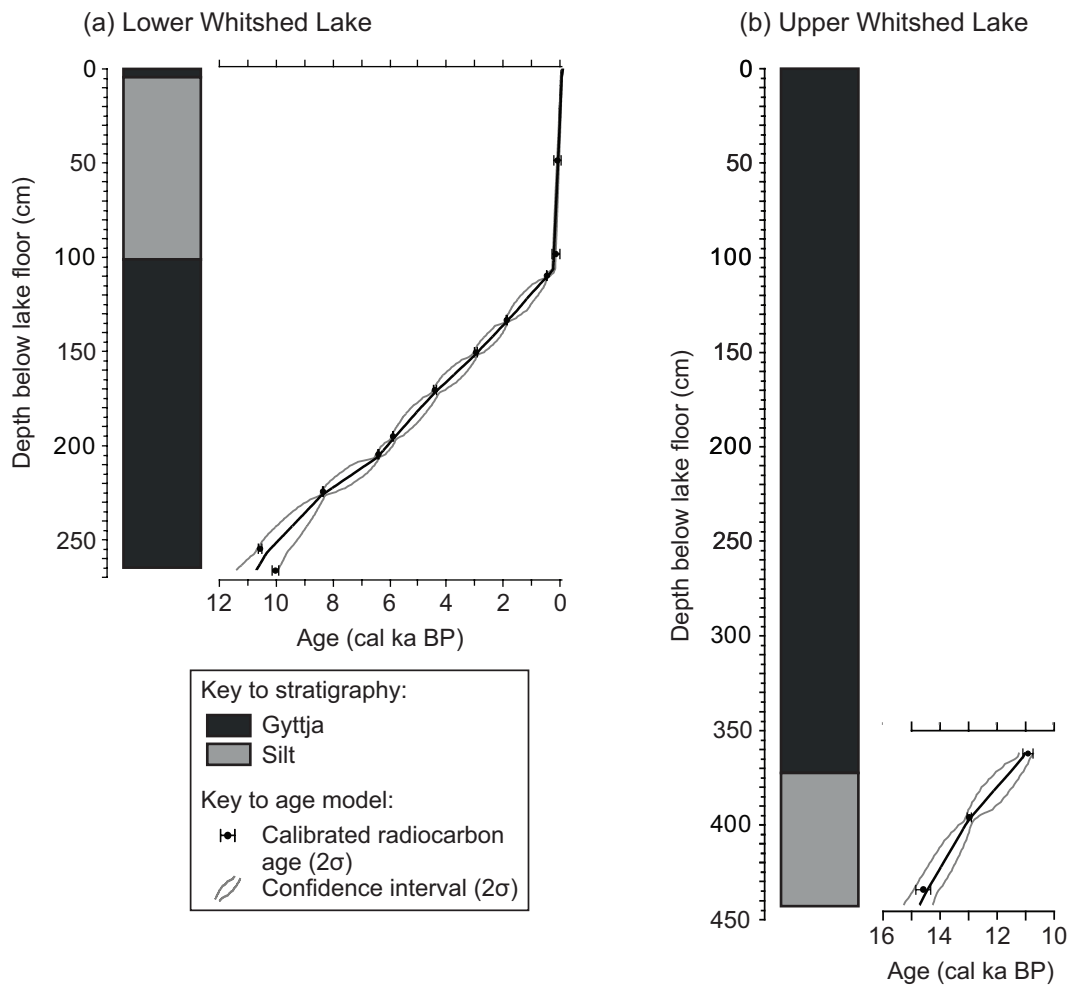 (a) Lower Whitshed Lake
0
50
100
150
200
250
Depth below lake floor (cm)
12 10 8 6 4 2 0
Age (cal ka BP)
Key to stratigraphy:
Gyttja
Silt
Key to age model:
Calibrated radiocarbon
age (2σ)
Confidence interval (2σ)
(b) Upper Whitshed Lake
0
50
100
150
200
250
300
350
400
450
Depth below lake floor (cm)
16 14 12 10
Age (cal ka BP)